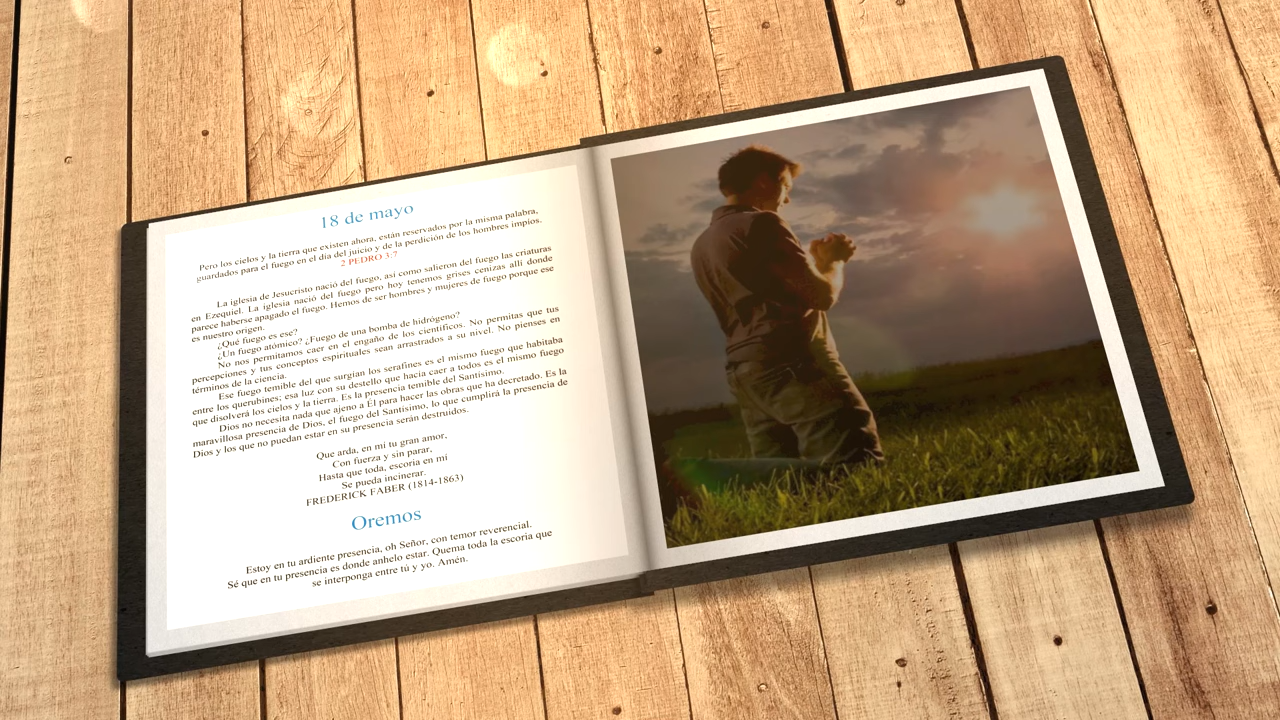 18 de mayo
Pero los cielos y la tierra que existen ahora, están reservados por la misma palabra,
guardados para el fuego en el día del juicio y de la perdición de los hombres impíos.
2 PEDRO 3:7
La iglesia de Jesucristo nació del fuego, así como salieron del fuego las criaturas
en Ezequiel. La iglesia nació del fuego pero hoy tenemos grises cenizas allí donde
parece haberse apagado el fuego. Hemos de ser hombres y mujeres de fuego porque ese
es nuestro origen.
¿Qué fuego es ese?
¿Un fuego atómico? ¿Fuego de una bomba de hidrógeno?
No nos permitamos caer en el engaño de los científicos. No permitas que tus
percepciones y tus conceptos espirituales sean arrastrados a su nivel. No pienses en
términos de la ciencia.
Ese fuego temible del que surgían los serafines es el mismo fuego que habitaba
entre los querubines; esa luz con su destello que hacía caer a todos es el mismo fuego
que disolverá los cielos y la tierra. Es la presencia temible del Santísimo.
Dios no necesita nada que ajeno a Él para hacer las obras que ha decretado. Es la
maravillosa presencia de Dios, el fuego del Santísimo, lo que cumplirá la presencia de
Dios y los que no puedan estar en su presencia serán destruidos.
Que arda, en mí tu gran amor,
Con fuerza y sin parar,
Hasta que toda, escoria en mí
Se pueda incinerar.
FREDERICK FABER (1814-1863)
Oremos
Estoy en tu ardiente presencia, oh Señor, con temor reverencial.
Sé que en tu presencia es donde anhelo estar. Quema toda la escoria que
se interponga entre tú y yo. Amén.